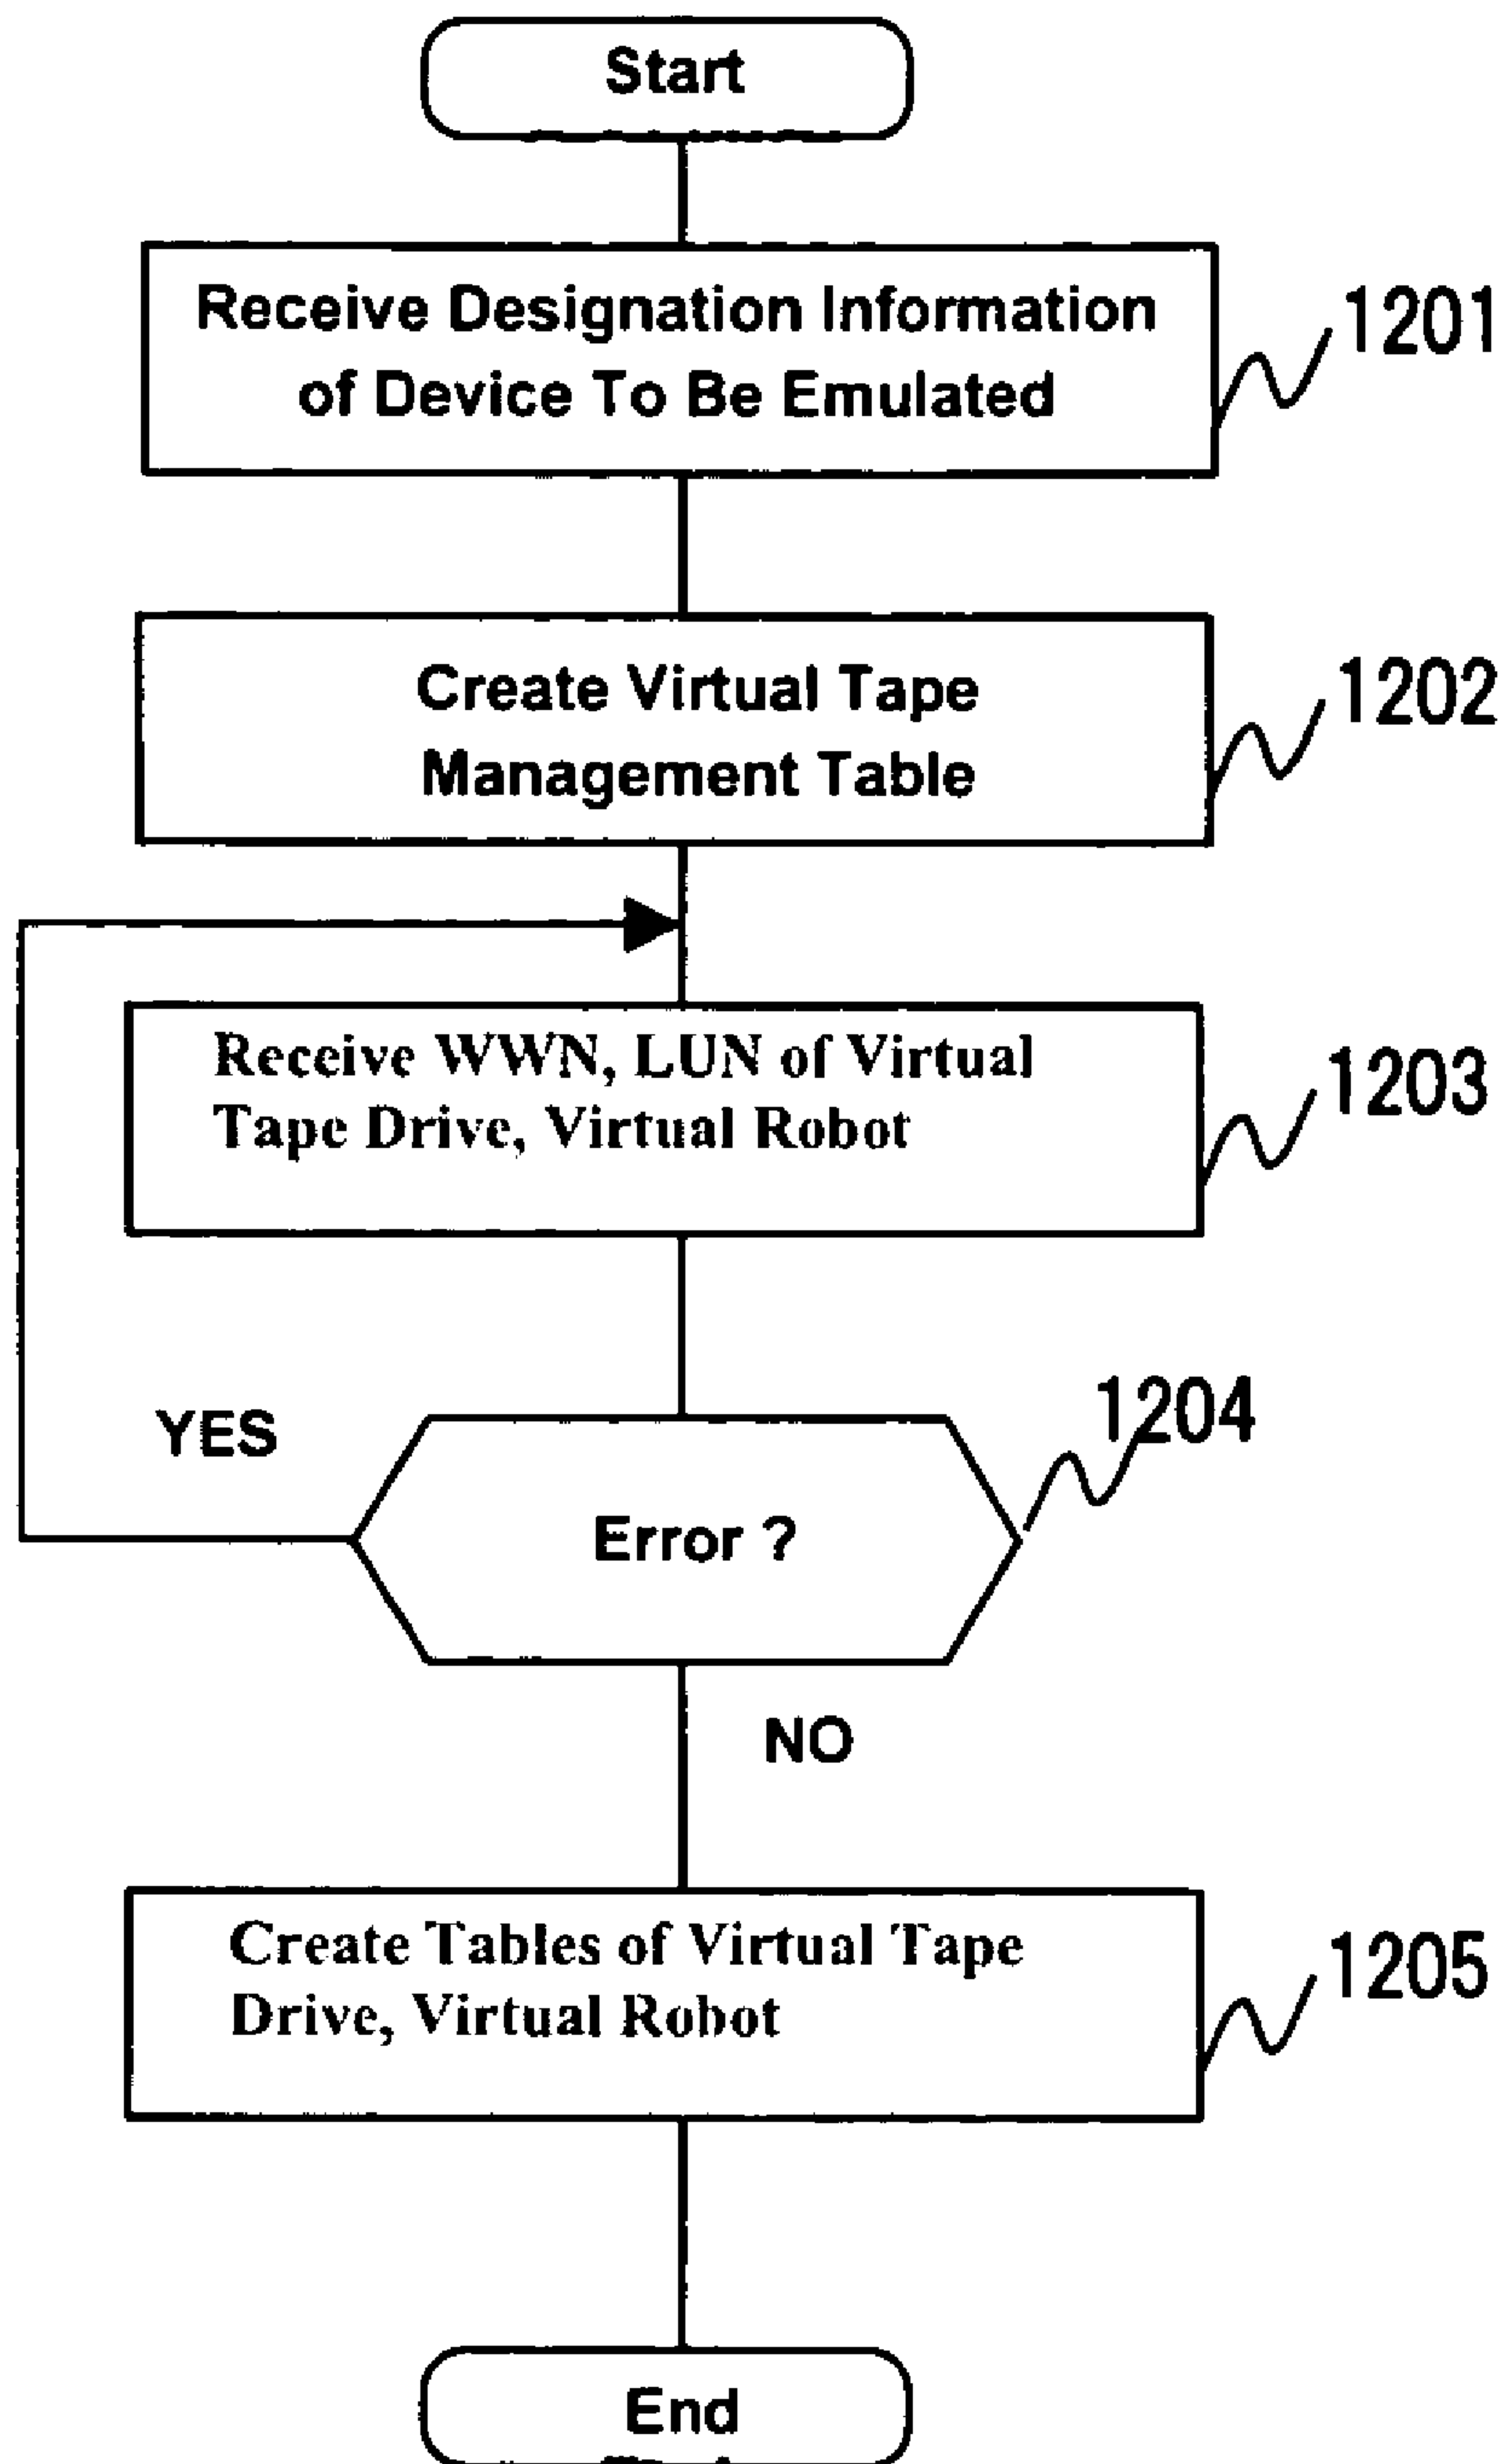 Start
Receive Designation Information
of Device To Be Emulated
1201
Create Virtual Tape
Management Table
1202
Receive WWN, LUN of Virtual
Tape Drive, Virtual Robot
1203
1204
YES
Error ?
NO
Create Tables of Virtual Tape
Drive, Virtual Robot
1205
End